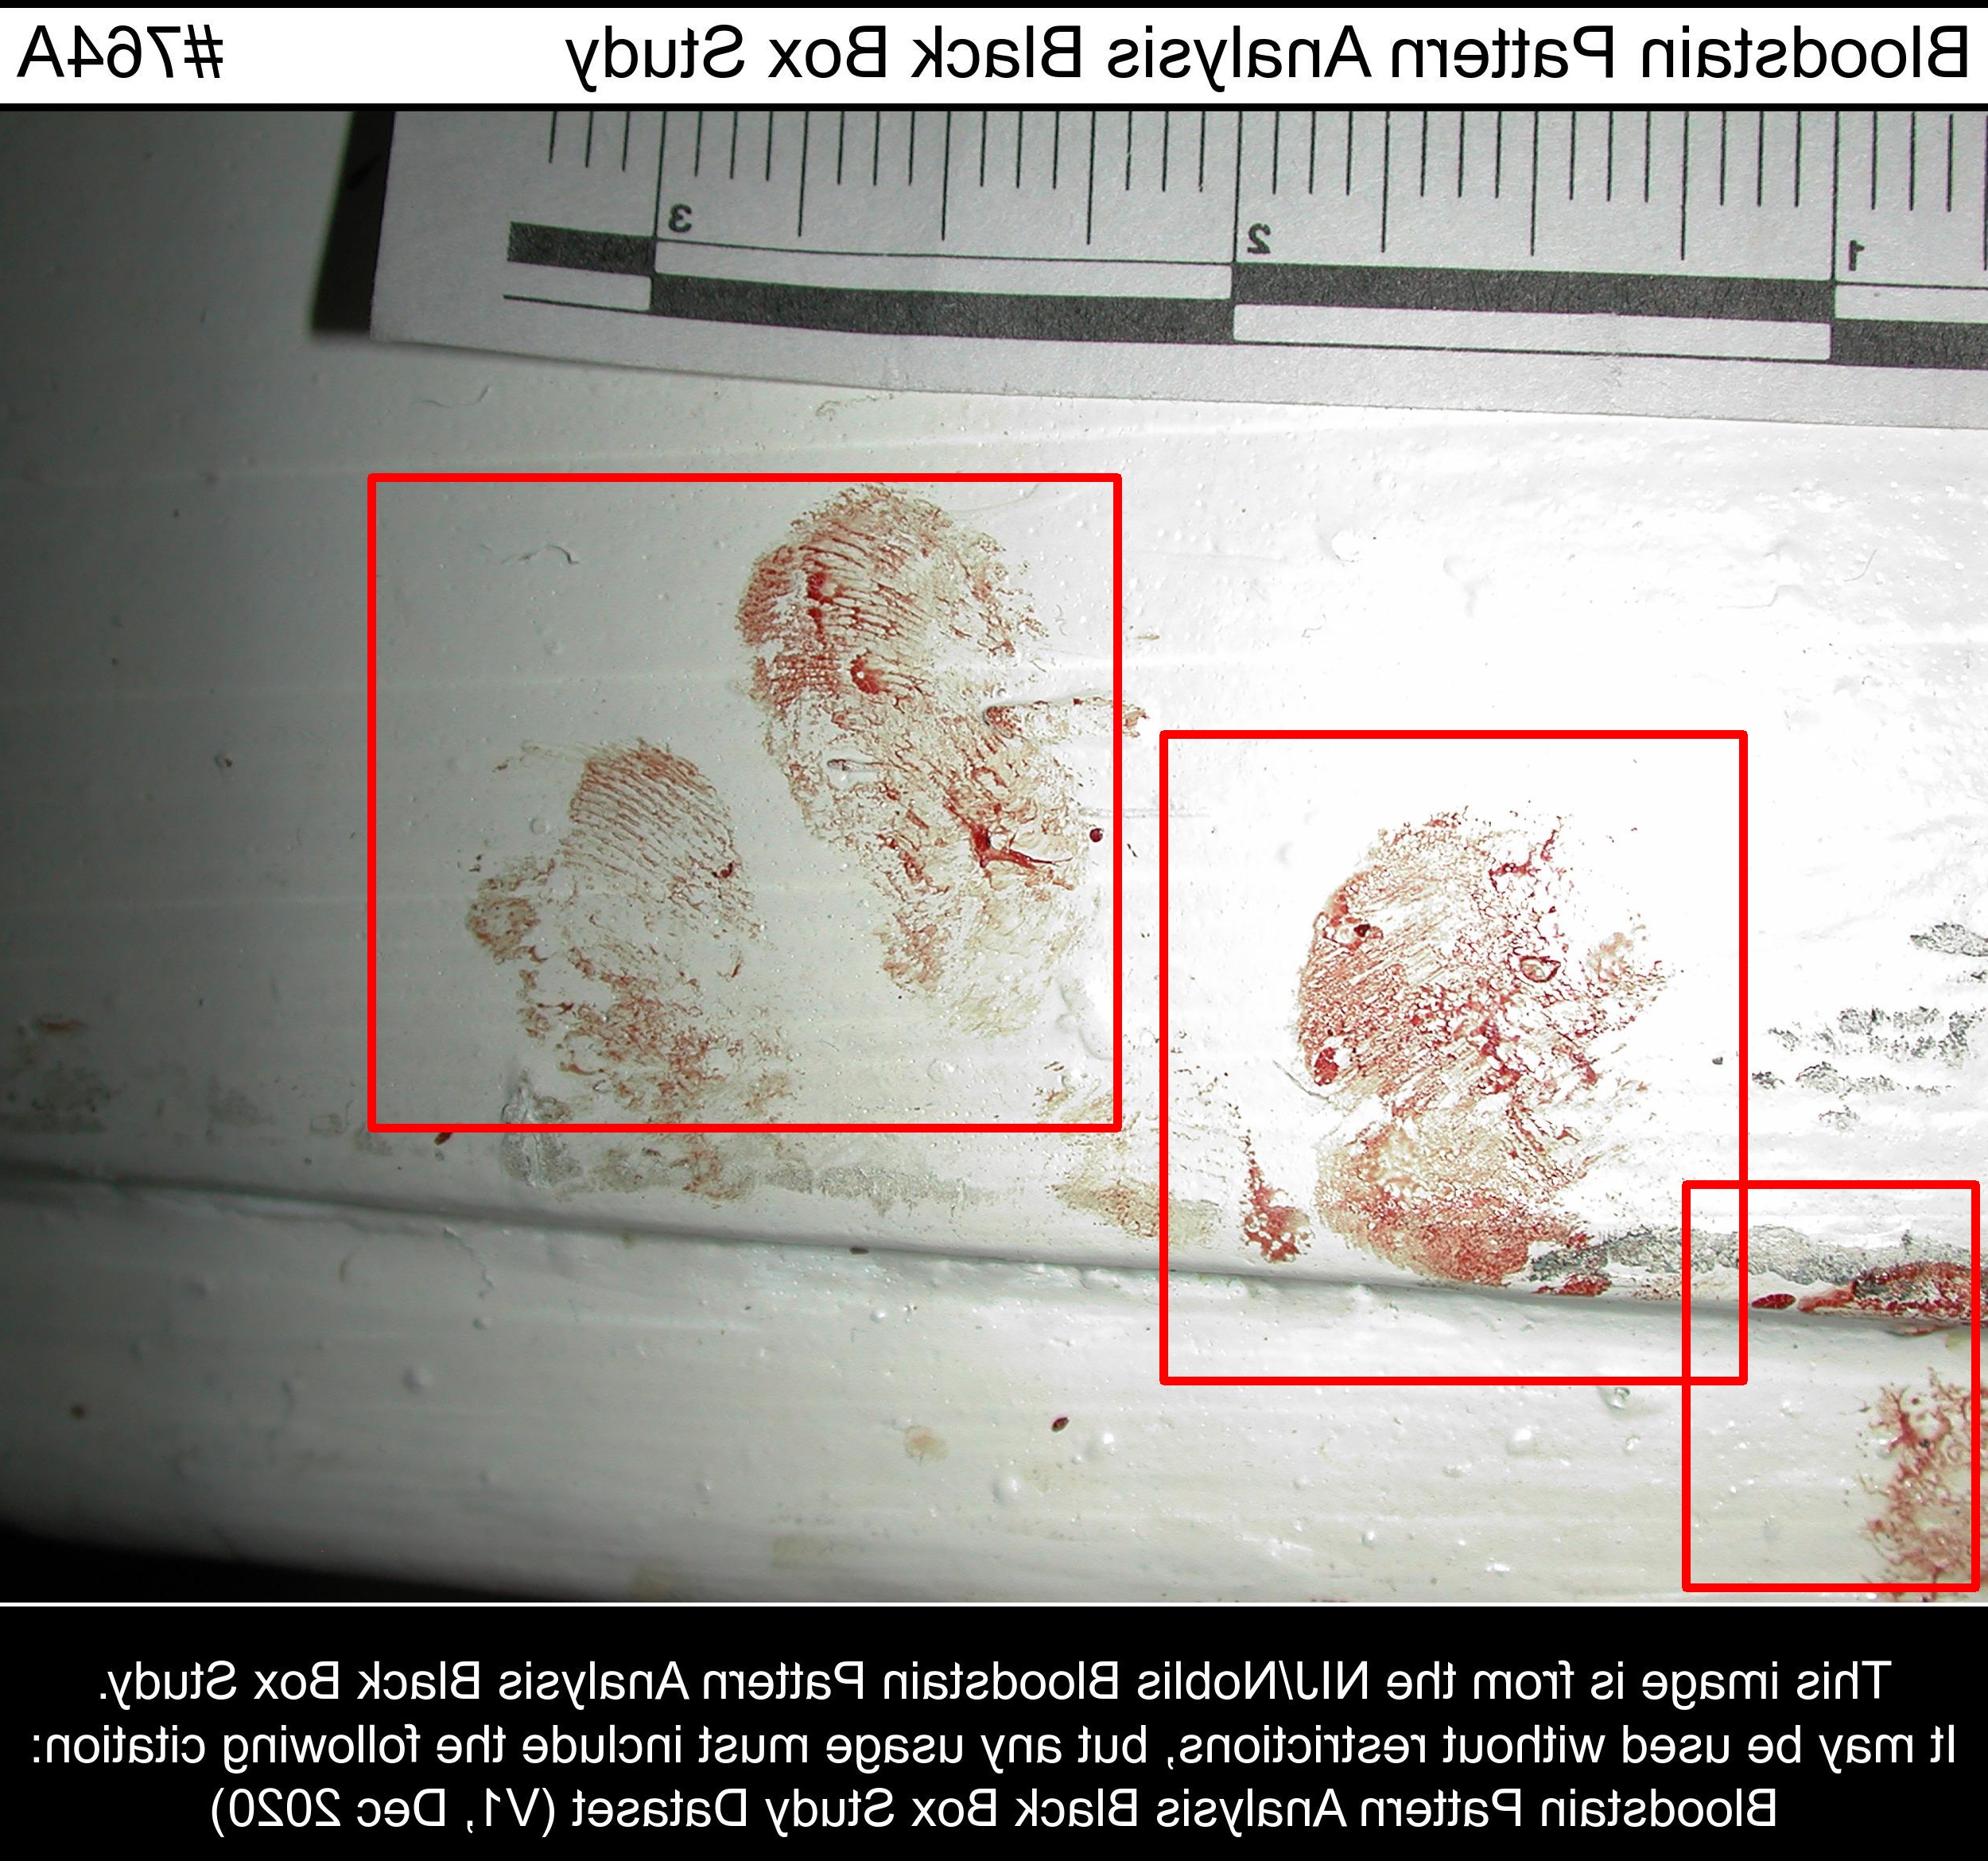 Bloodstain Pattern Analysis Black Box Study #764A
1 2 3
This image is from the NIJ/Noblis Bloodstain Pattern Analysis Black Box Study.
It may be used without restrictions, but any usage must include the following citation:
Bloodstain Pattern Analysis Black Box Study Dataset (V1, Dec 2020)